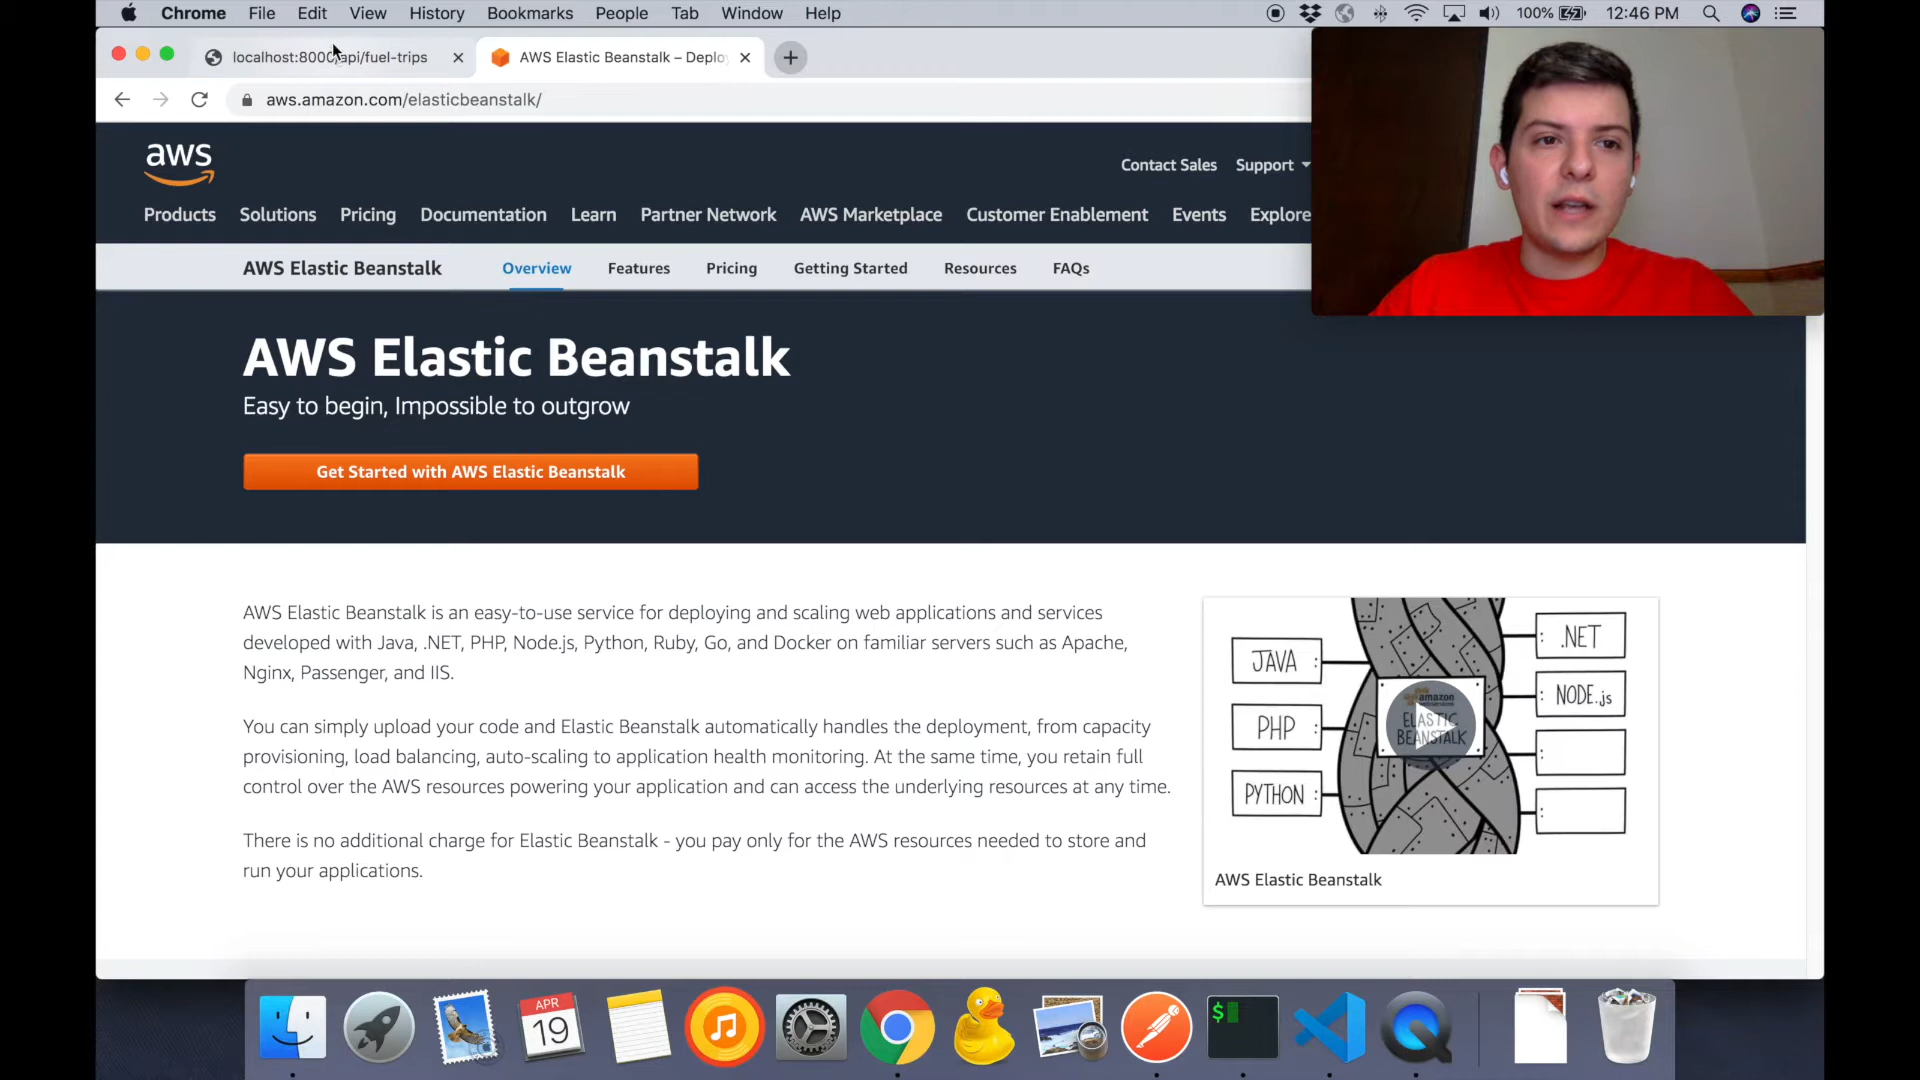 Chrome File Edit View History Bookmarks People Tab Window Help 100% 12:46 PM
localhost:8000/api/fuel-trips AWS Elastic Beanstalk – Deplo
aws.amazon.com/elasticbeanstalk/
aws
Contact Sales Support
Products Solutions Pricing Documentation Learn Partner Network AWS Marketplace Customer Enablement Events Explore
AWS Elastic Beanstalk Overview Features Pricing Getting Started Resources FAQs
AWS Elastic Beanstalk
Easy to begin, Impossible to outgrow
Get Started with AWS Elastic Beanstalk
AWS Elastic Beanstalk is an easy-to-use service for deploying and scaling web applications and services
developed with Java, .NET, PHP, Node.js, Python, Ruby, Go, and Docker on familiar servers such as Apache,
Nginx, Passenger, and IIS.
You can simply upload your code and Elastic Beanstalk automatically handles the deployment, from capacity
provisioning, load balancing, auto-scaling to application health monitoring. At the same time, you retain full
control over the AWS resources powering your application and can access the underlying resources at any time.
There is no additional charge for Elastic Beanstalk - you pay only for the AWS resources needed to store and
run your applications.
JAVA :
PHP :
PYTHON :
amazon
ELASTIC
BEANSTALK
: .NET
: NODE.js
:
:
AWS Elastic Beanstalk
APR
19
$